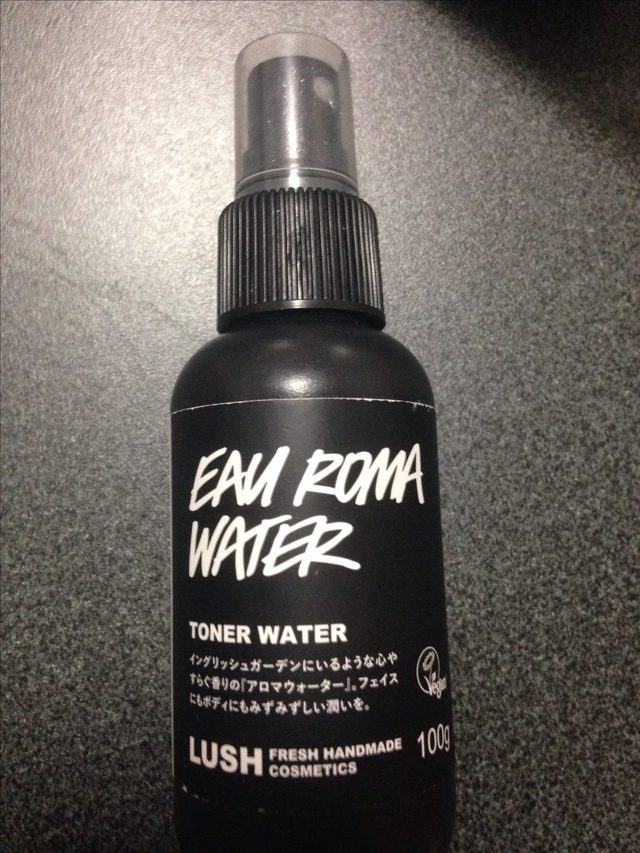 EAU ROMA
WATER
TONER WATER
イングリッシュガーデンにいるような心や
すらぐ香りの『アロマウォーター』。フェイス
にもボディにもみずみずしい潤いを。
Vegan
LUSH FRESH HANDMADE
COSMETICS
100g